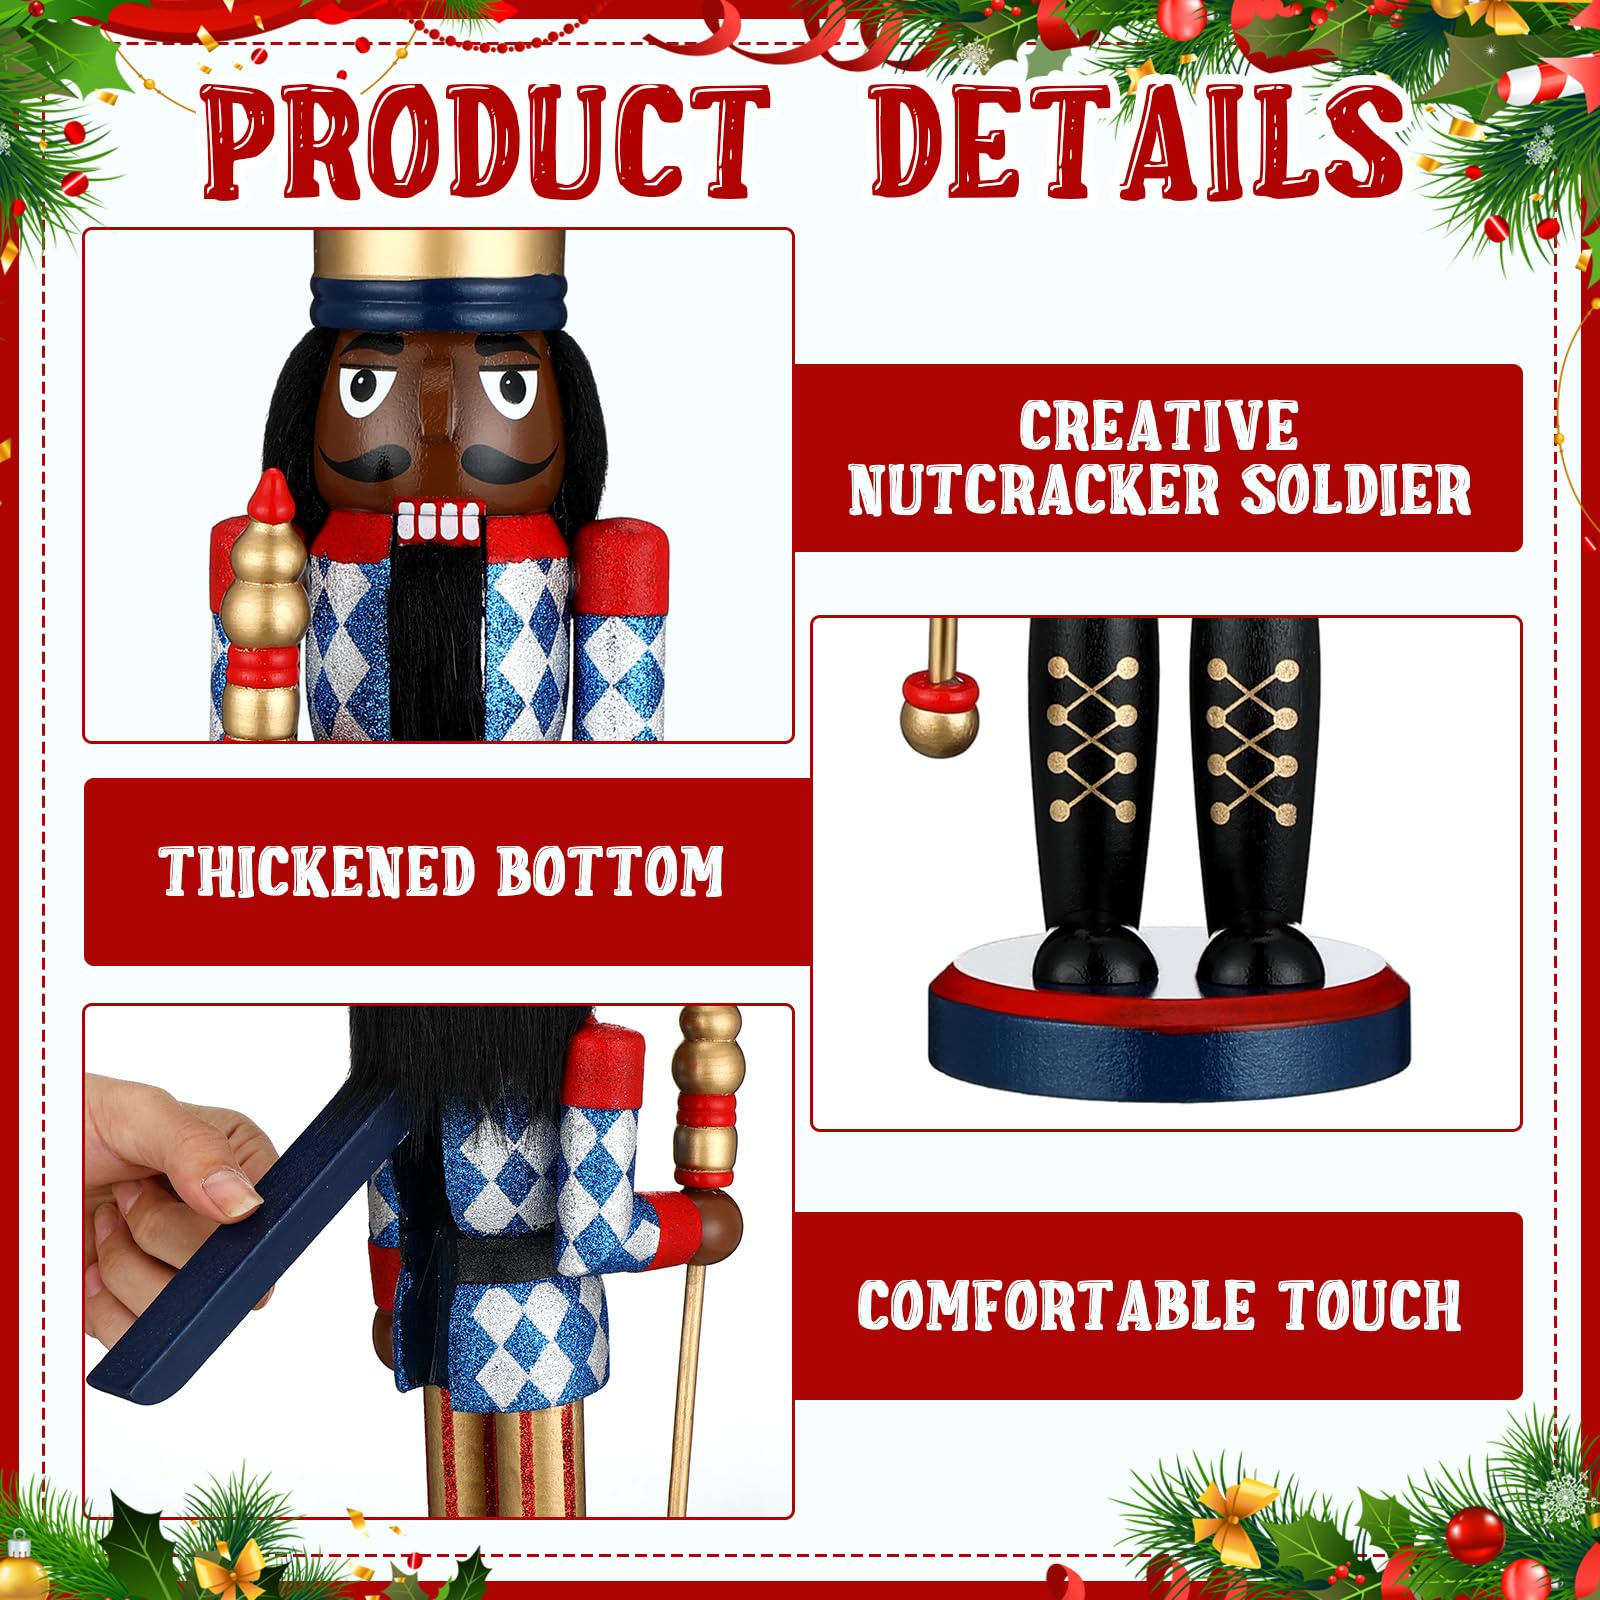 PRODUCT DETAILS
CREATIVE
NUTCRACKER SOLDIER
THICKENED BOTTOM
COMFORTABLE TOUCH